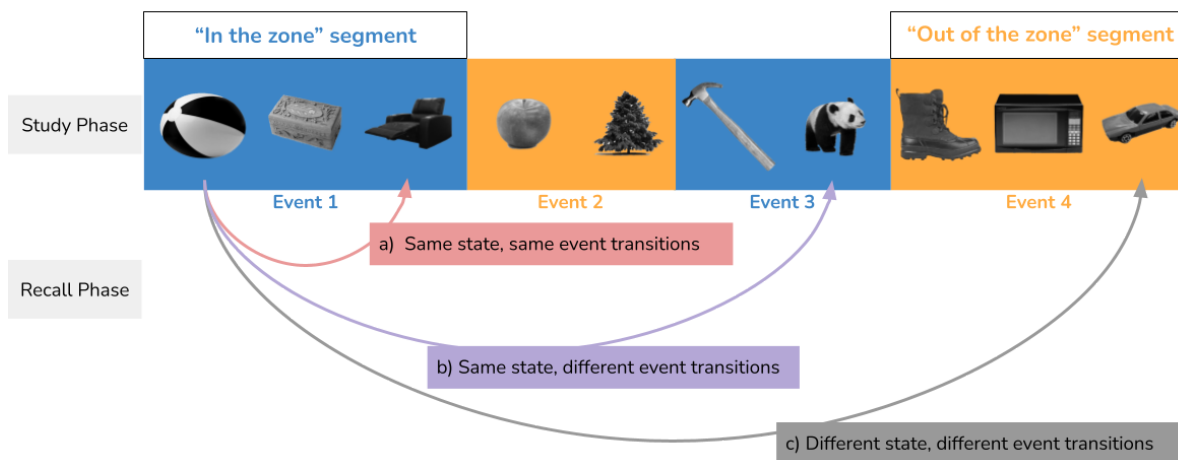 “In the zone” segment
“Out of the zone” segment
Study Phase
Event 1
Event 2
Event 3
Event 4
a) Same state, same event transitions
Recall Phase
b) Same state, different event transitions
c) Different state, different event transitions